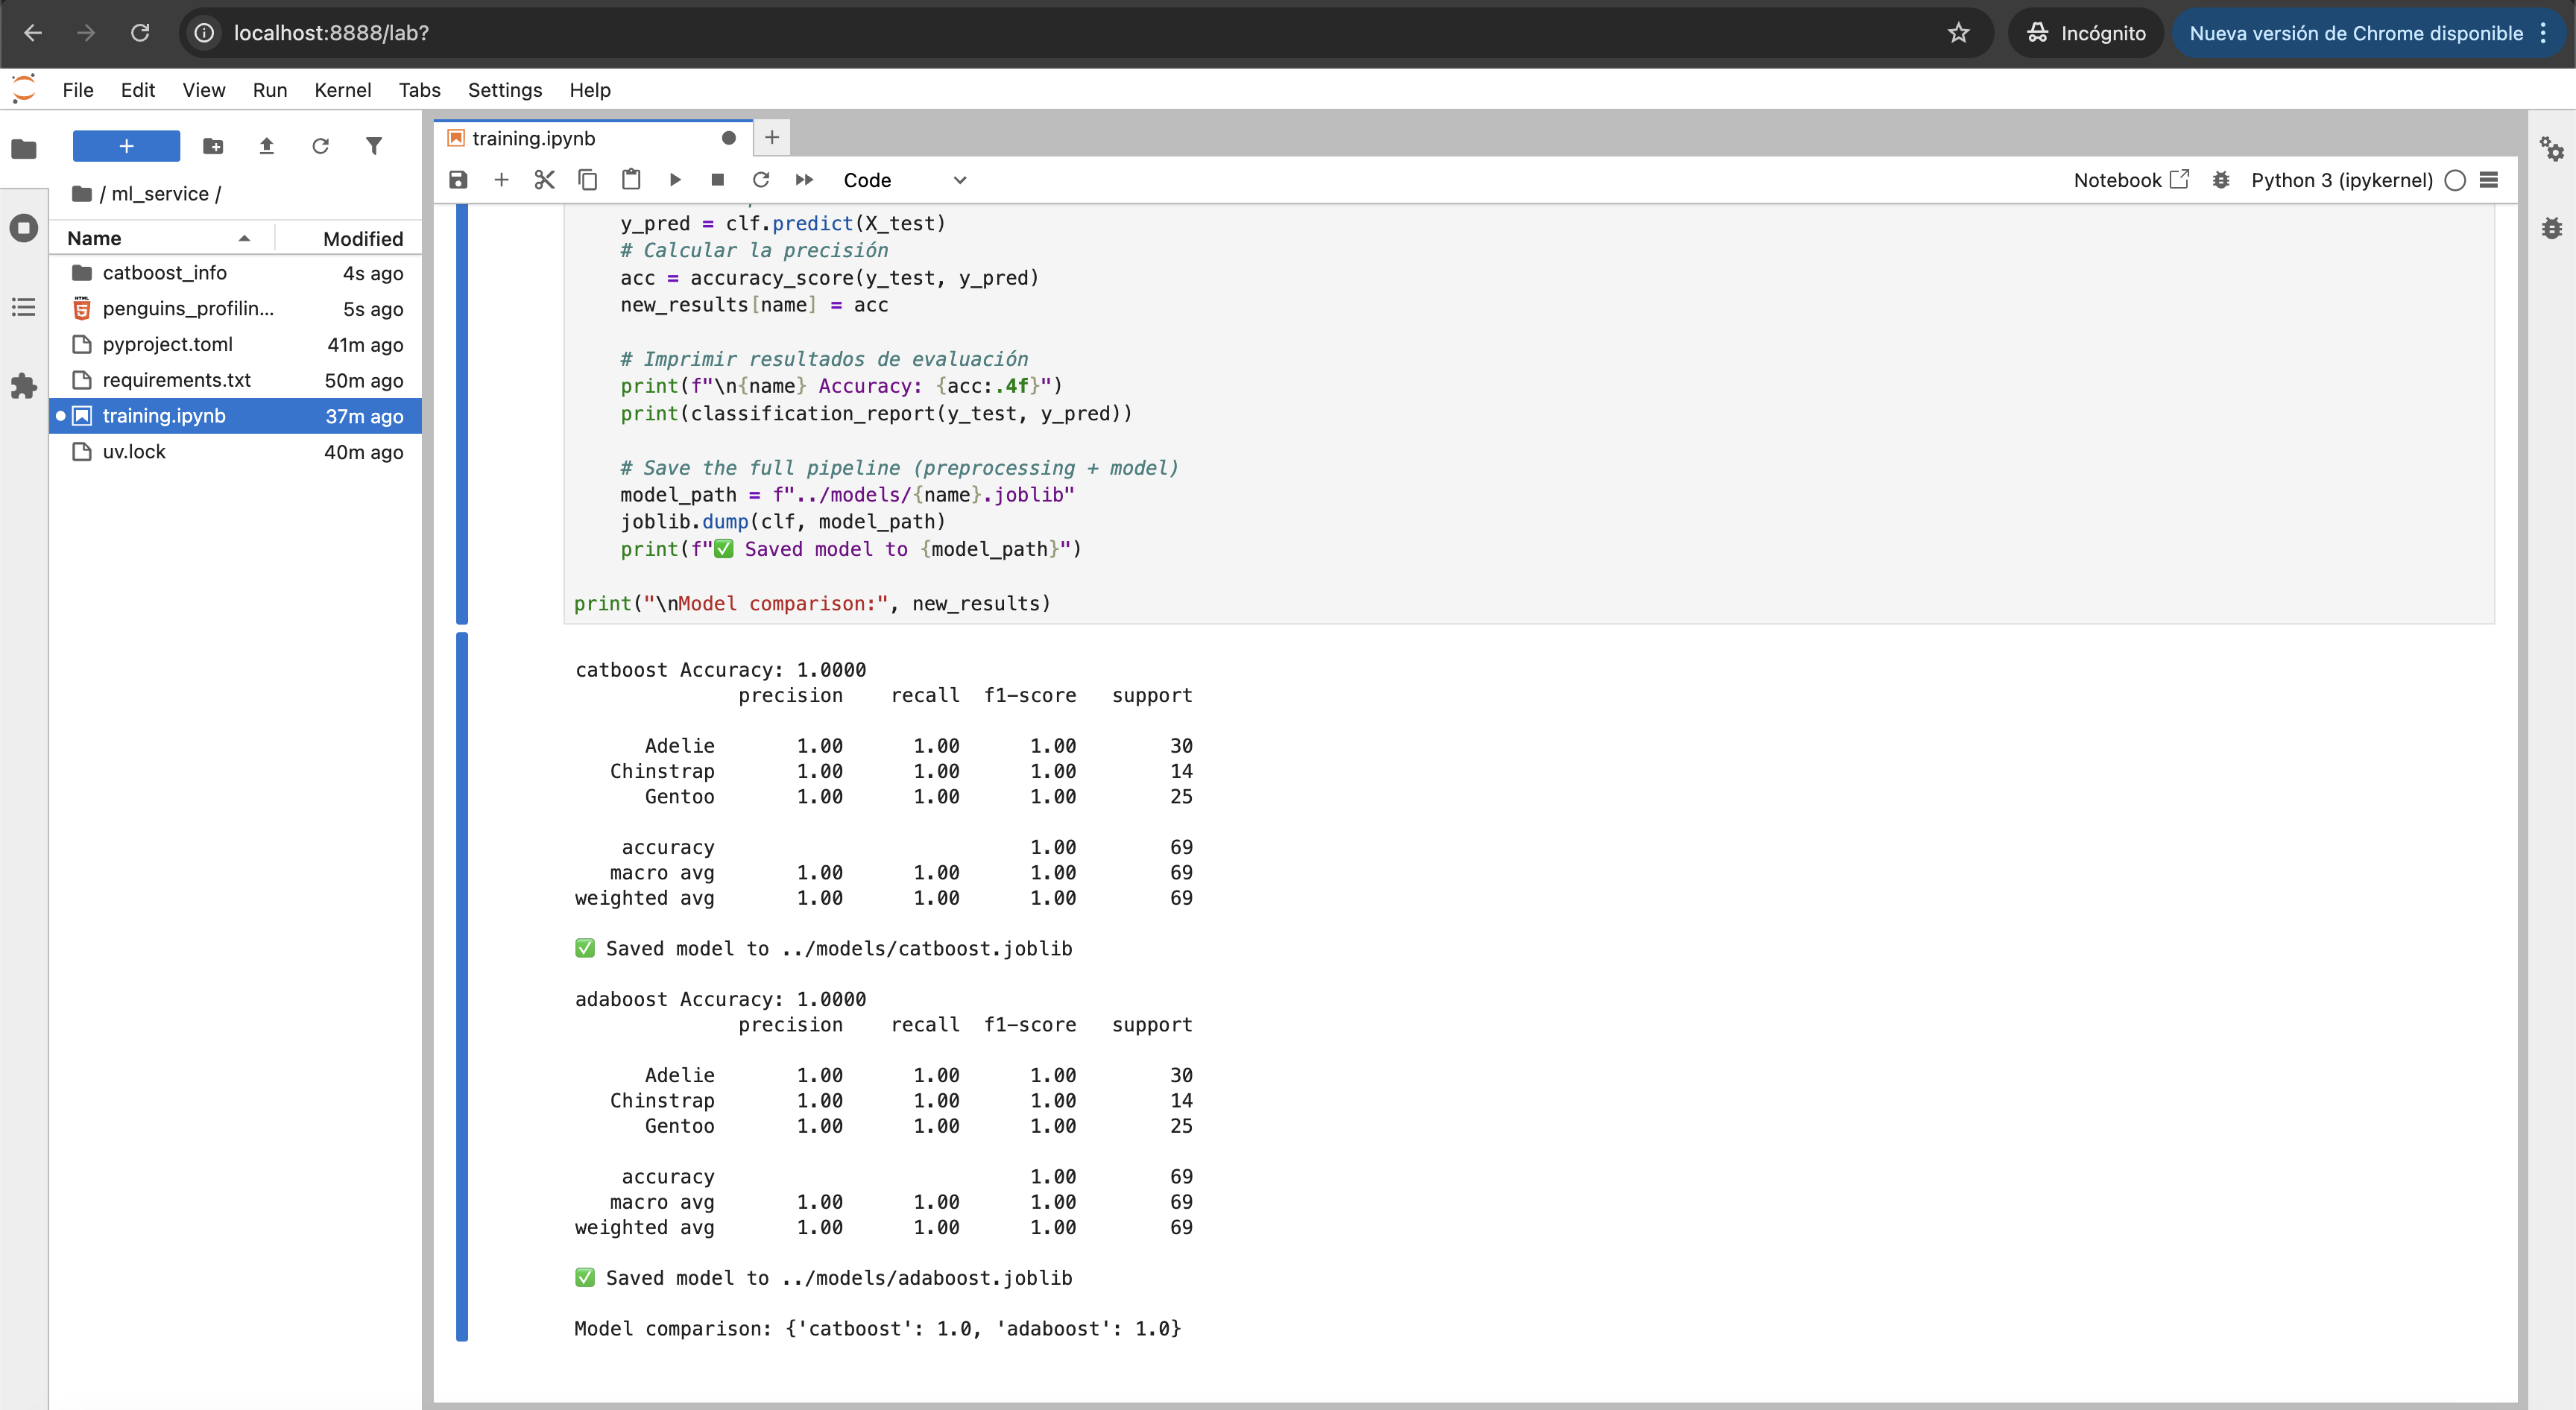 localhost:8888/lab?
Incógnito
Nueva versión de Chrome disponible
File Edit View Run Kernel Tabs Settings Help
+
/ ml_service /
Name Modified
catboost_info 4s ago
penguins_profilin... 5s ago
pyproject.toml 41m ago
requirements.txt 50m ago
training.ipynb 37m ago
uv.lock 40m ago
training.ipynb
Code
Notebook
Python 3 (ipykernel)
y_pred = clf.predict(X_test)
# Calcular la precisión
acc = accuracy_score(y_test, y_pred)
new_results[name] = acc
# Imprimir resultados de evaluación
print(f"\n{name} Accuracy: {acc:.4f}")
print(classification_report(y_test, y_pred))
# Save the full pipeline (preprocessing + model)
model_path = f"../models/{name}.joblib"
joblib.dump(clf, model_path)
print(f"✅ Saved model to {model_path}")
print("\nModel comparison:", new_results)
catboost Accuracy: 1.0000
precision recall f1-score support
Adelie 1.00 1.00 1.00 30
Chinstrap 1.00 1.00 1.00 14
Gentoo 1.00 1.00 1.00 25
accuracy 1.00 69
macro avg 1.00 1.00 1.00 69
weighted avg 1.00 1.00 1.00 69
✅ Saved model to ../models/catboost.joblib
adaboost Accuracy: 1.0000
precision recall f1-score support
Adelie 1.00 1.00 1.00 30
Chinstrap 1.00 1.00 1.00 14
Gentoo 1.00 1.00 1.00 25
accuracy 1.00 69
macro avg 1.00 1.00 1.00 69
weighted avg 1.00 1.00 1.00 69
✅ Saved model to ../models/adaboost.joblib
Model comparison: {'catboost': 1.0, 'adaboost': 1.0}